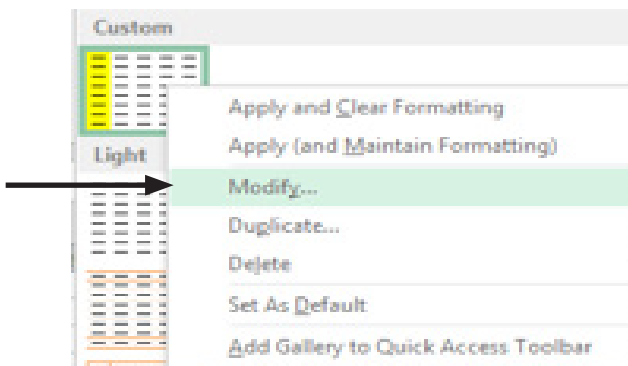 Custom
Apply and Clear Formatting
Light
Apply (and Maintain Formatting)
Modify...
Duplicate...
Delete
Set As Default
Add Gallery to Quick Access Toolbar